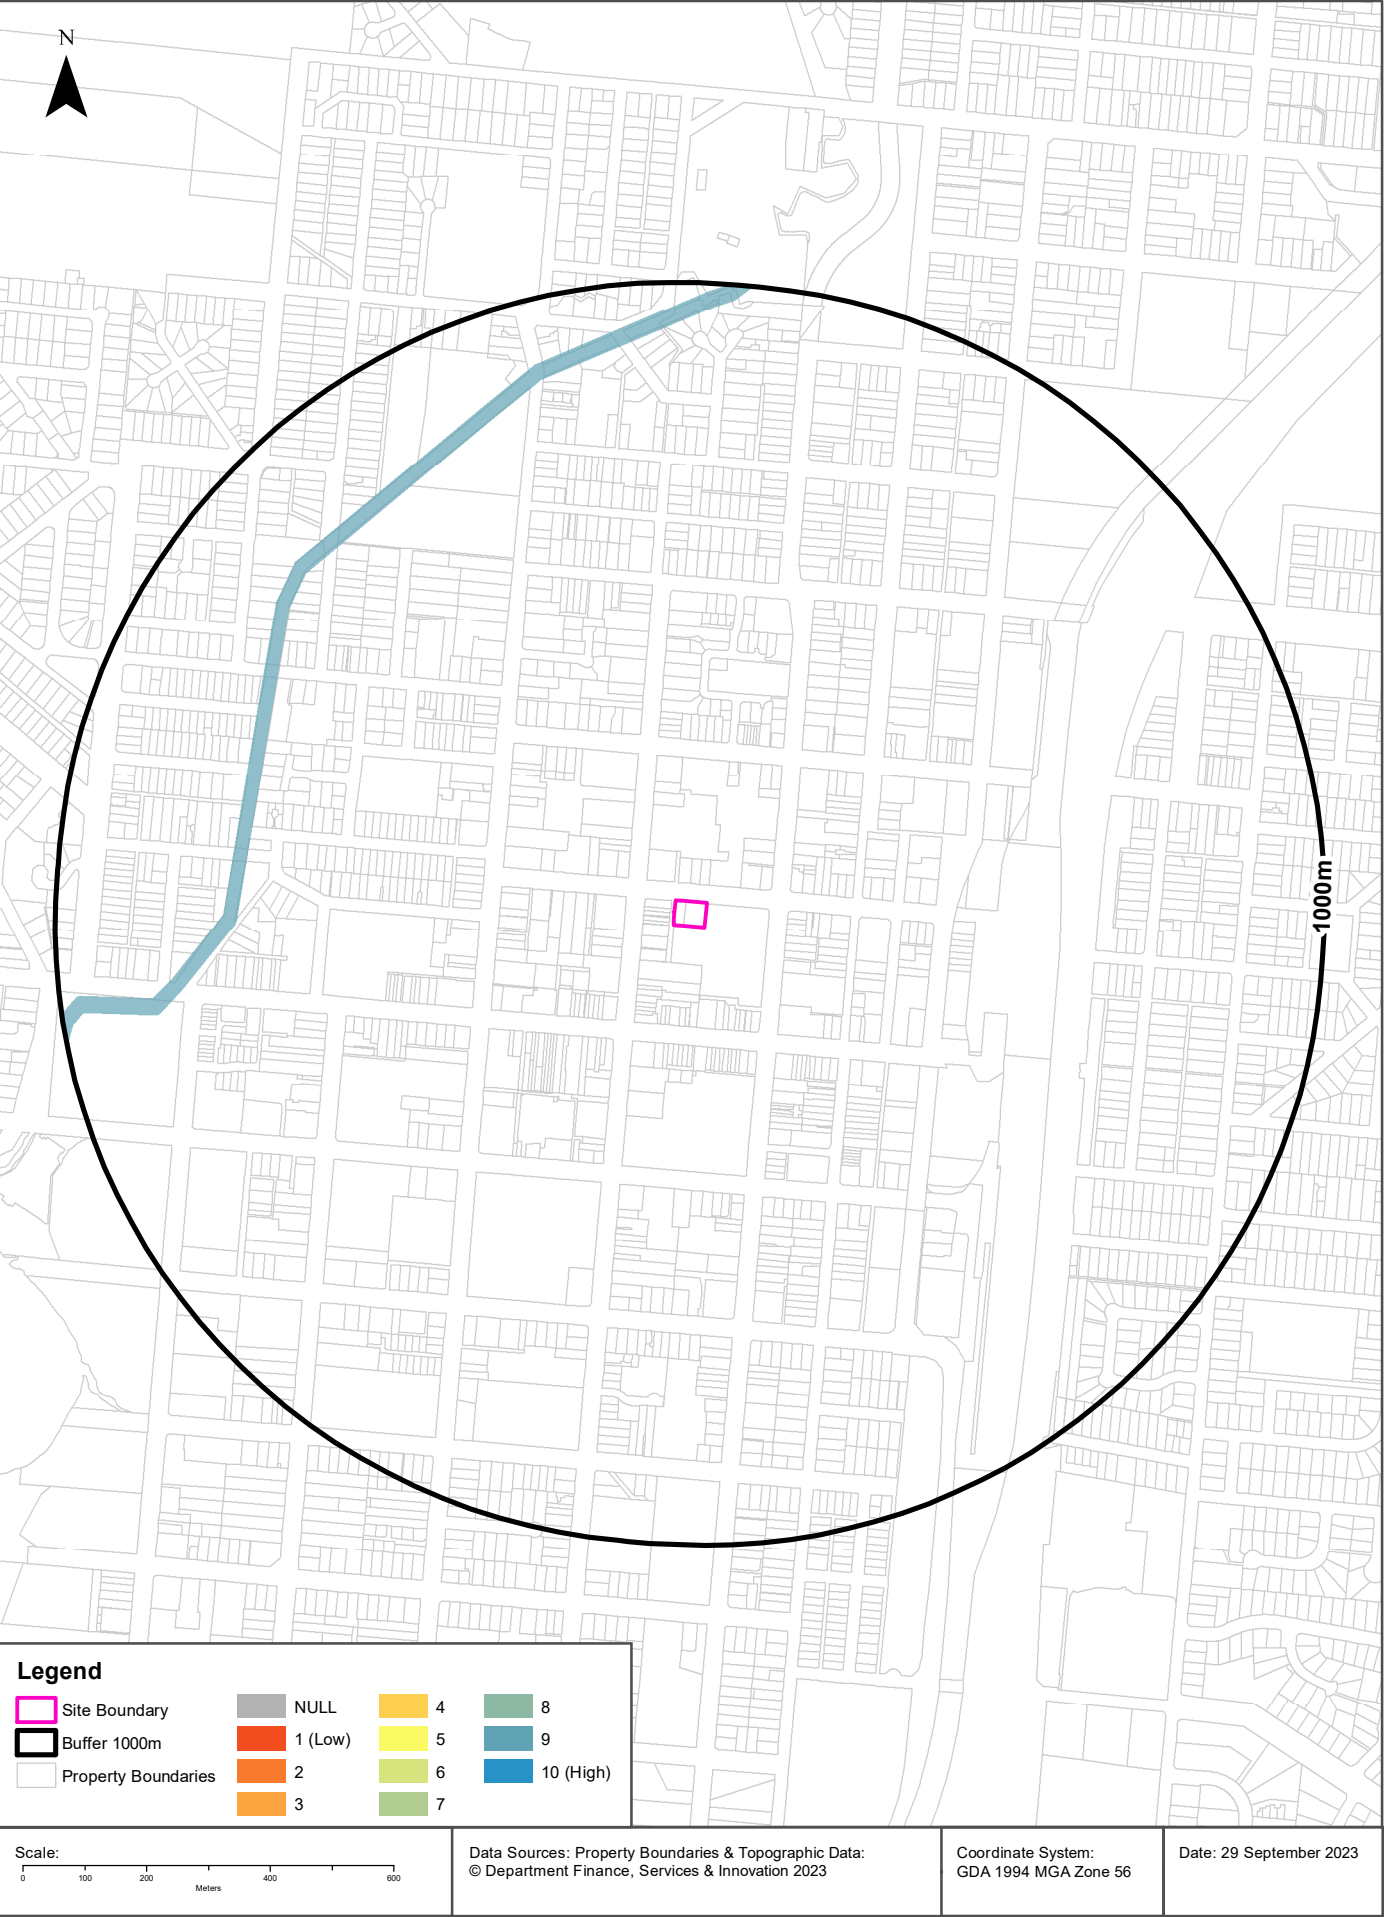 N
1000m
Legend
Site Boundary
Buffer 1000m
Property Boundaries
NULL
1 (Low)
2
3
4
5
6
7
8
9
10 (High)
Scale:
0 100 200 400 600
Meters
Data Sources: Property Boundaries & Topographic Data:
© Department Finance, Services & Innovation 2023
Coordinate System:
GDA 1994 MGA Zone 56
Date: 29 September 2023